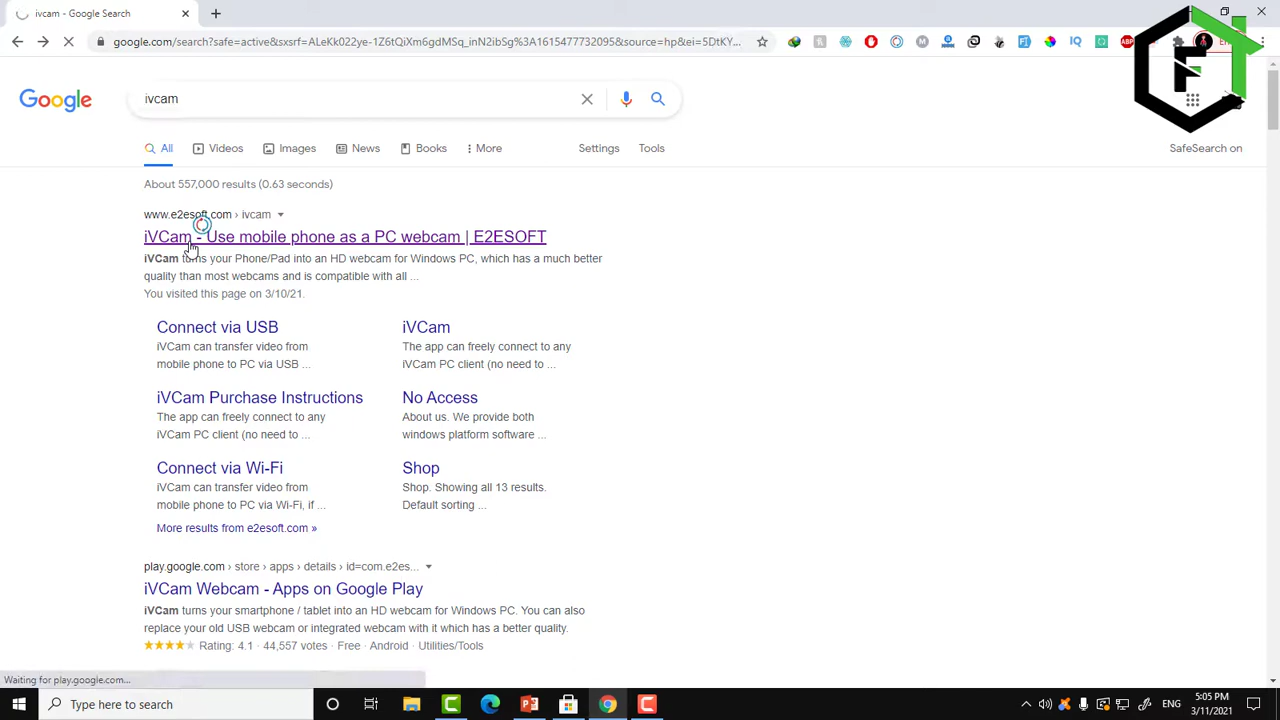 ivcam - Google Search
google.com/search?safe=active&sxsrf=
Google
ivcam
All
Videos
Images
News
Books
More
Settings
Tools
SafeSearch on
About 557,000 results (0.63 seconds)
www.e2esoft.com › ivcam
iVCam - Use mobile phone as a PC webcam | E2ESOFT
iVCam turns your Phone/Pad into an HD webcam for Windows PC, which has a much better
quality than most webcams and is compatible with all ...
You visited this page on 3/10/21.
Connect via USB
iVCam can transfer video from
mobile phone to PC via USB ...
iVCam
The app can freely connect to any
iVCam PC client (no need to ...
iVCam Purchase Instructions
The app can freely connect to any
iVCam PC client (no need to ...
No Access
About us. We provide both
windows platform software ...
Connect via Wi-Fi
iVCam can transfer video from
mobile phone to PC via Wi-Fi, if ...
Shop
Shop. Showing all 13 results.
Default sorting ...
More results from e2esoft.com »
play.google.com › store › apps › details › id=com.e2es...
iVCam Webcam - Apps on Google Play
iVCam turns your smartphone / tablet into an HD webcam for Windows PC. You can also
replace your old USB webcam or integrated webcam with it which has a better quality.
Rating: 4.1 · 44,557 votes · Free · Android · Utilities/Tools
Waiting for play.google.com...
Type here to search
ENG
5:05 PM
3/11/2021